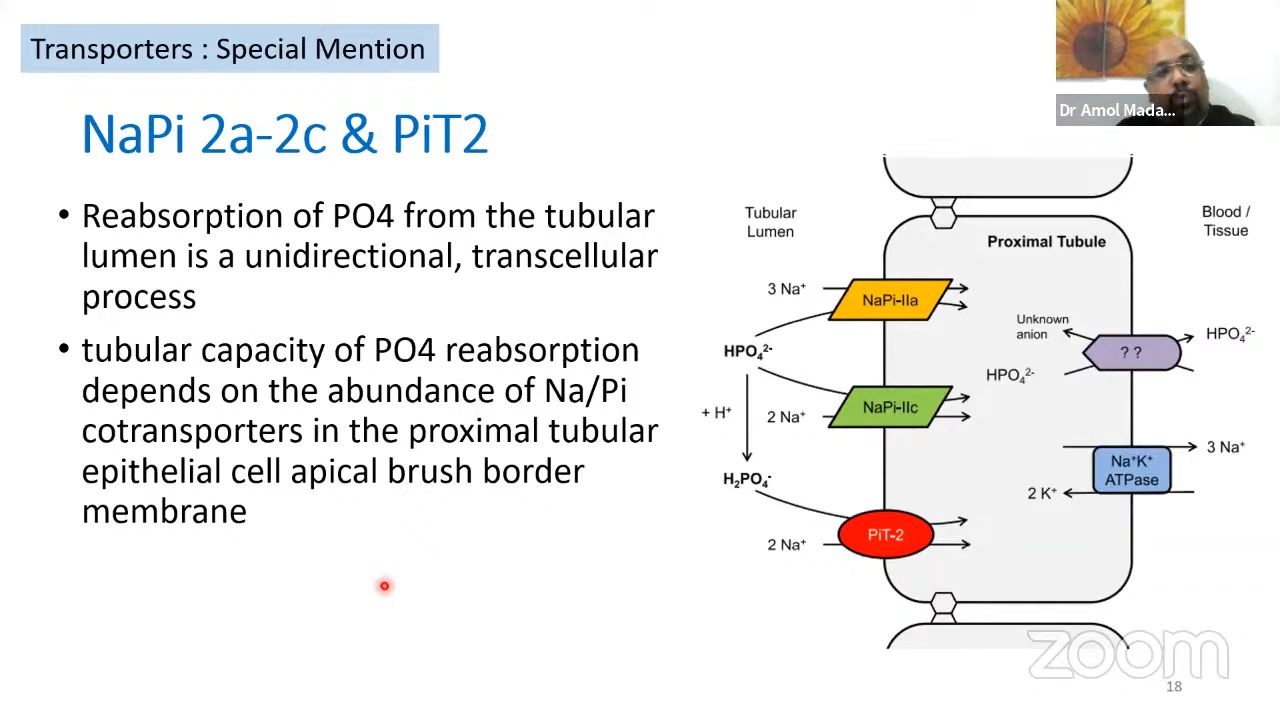 Transporters : Special Mention
Dr Amol Mada...
NaPi 2a-2c & PiT2
• Reabsorption of PO4 from the tubular
lumen is a unidirectional, transcellular
process
• tubular capacity of PO4 reabsorption
depends on the abundance of Na/Pi
cotransporters in the proximal tubular
epithelial cell apical brush border
membrane
Tubular
Lumen
Proximal Tubule
Blood /
Tissue
3 Na⁺
NaPi-IIa
Unknown
anion
HPO₄²⁻
? ?
HPO₄²⁻
HPO₄²⁻
+ H⁺
2 Na⁺
NaPi-IIc
3 Na⁺
Na⁺K⁺
ATPase
2 K⁺
H₂PO₄⁻
2 Na⁺
PiT-2
zoom
18